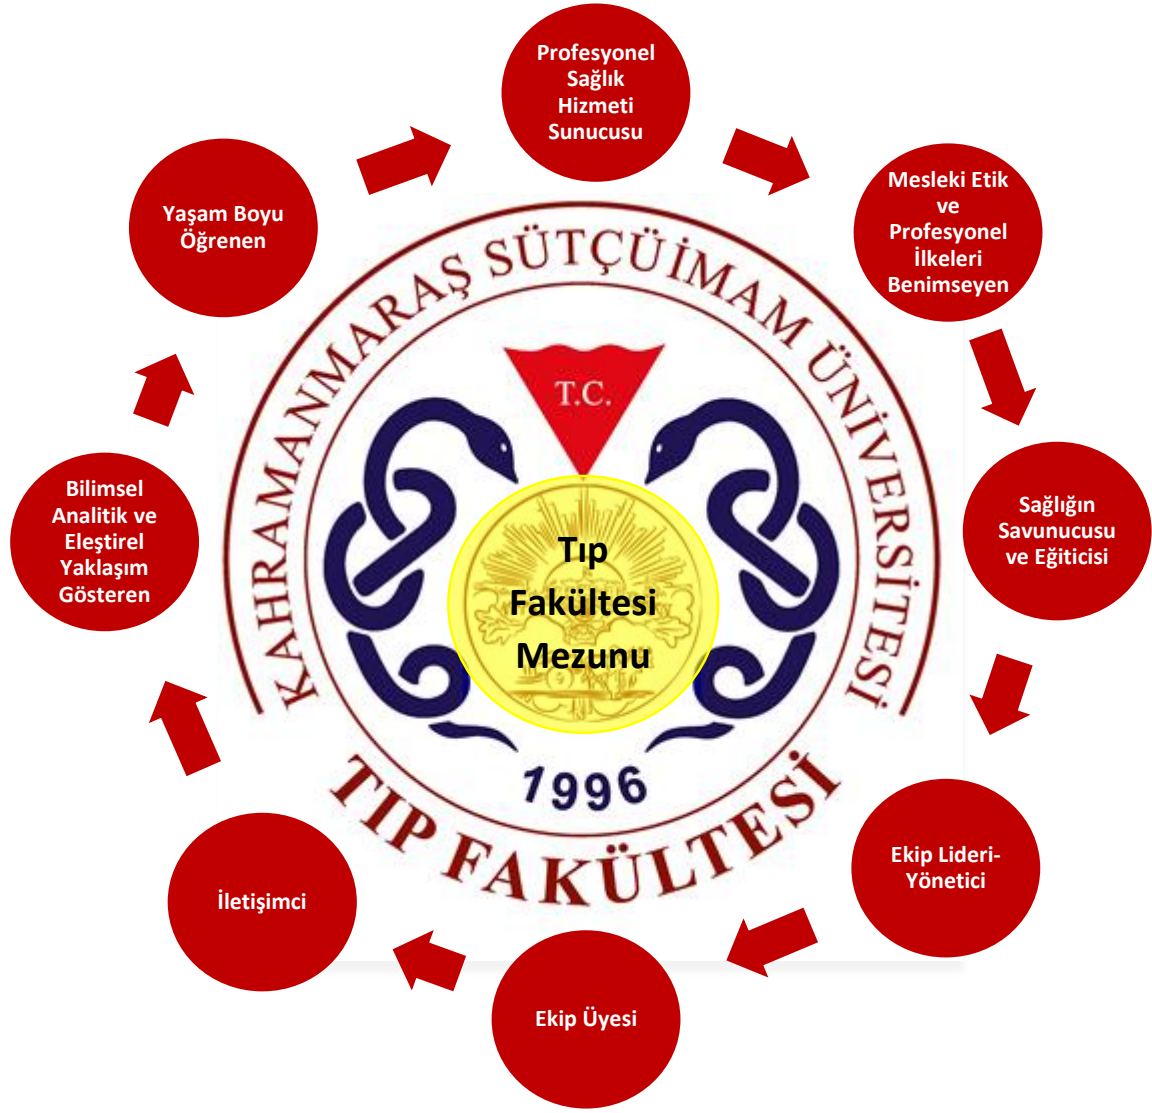 Profesyonel
Sağlık
Hizmeti
Sunucusu
Mesleki Etik
ve
Profesyonel
İlkeleri
Benimseyen
Sağlığın
Savunucusu
ve Eğiticisi
Ekip Lideri-
Yönetici
Ekip Üyesi
İletişimci
Bilimsel
Analitik ve
Eleştirel
Yaklaşım
Gösteren
Yaşam Boyu
Öğrenen
KAHRAMANMARAŞ SÜTÇÜİMAM ÜNİVERSİTESİ
T.C.
Tıp
Fakültesi
Mezunu
1996
TIP FAKÜLTESİ